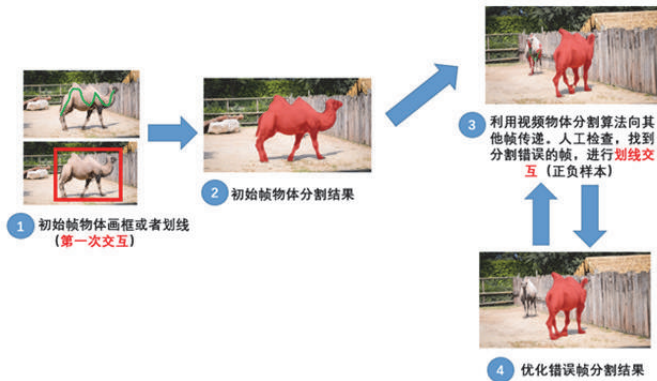 1 初始帧物体画框或者划线
(第一次交互)
2 初始帧物体分割结果
3 利用视频物体分割算法向其
他帧传递。人工检查，找到
分割错误的帧，进行划线交
互（正负样本）
4 优化错误帧分割结果